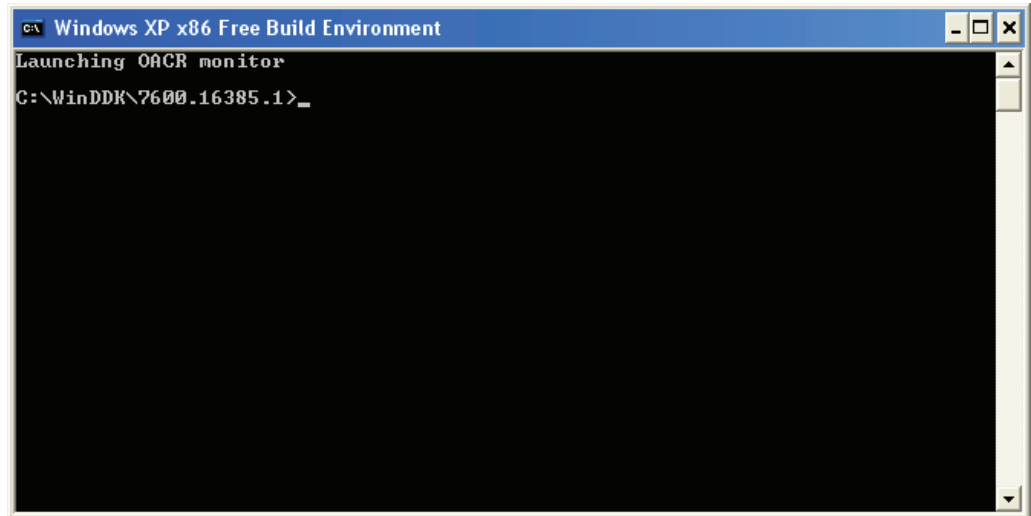 Windows XP x86 Free Build Environment
Launching OACR monitor
C:\WinDDK\7600.16385.1>_